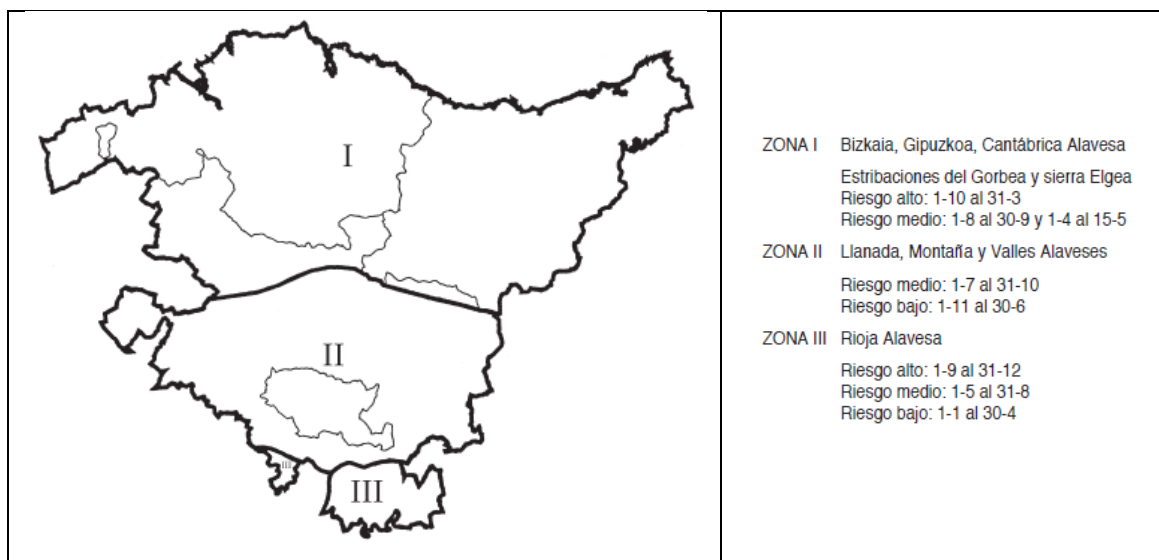 I
II
III
III
ZONA I Bizkaia, Gipuzkoa, Cantábrica Alavesa
Estribaciones del Gorbea y sierra Elgea
Riesgo alto: 1-10 al 31-3
Riesgo medio: 1-8 al 30-9 y 1-4 al 15-5
ZONA II Llanada, Montaña y Valles Alaveses
Riesgo medio: 1-7 al 31-10
Riesgo bajo: 1-11 al 30-6
ZONA III Rioja Alavesa
Riesgo alto: 1-9 al 31-12
Riesgo medio: 1-5 al 31-8
Riesgo bajo: 1-1 al 30-4